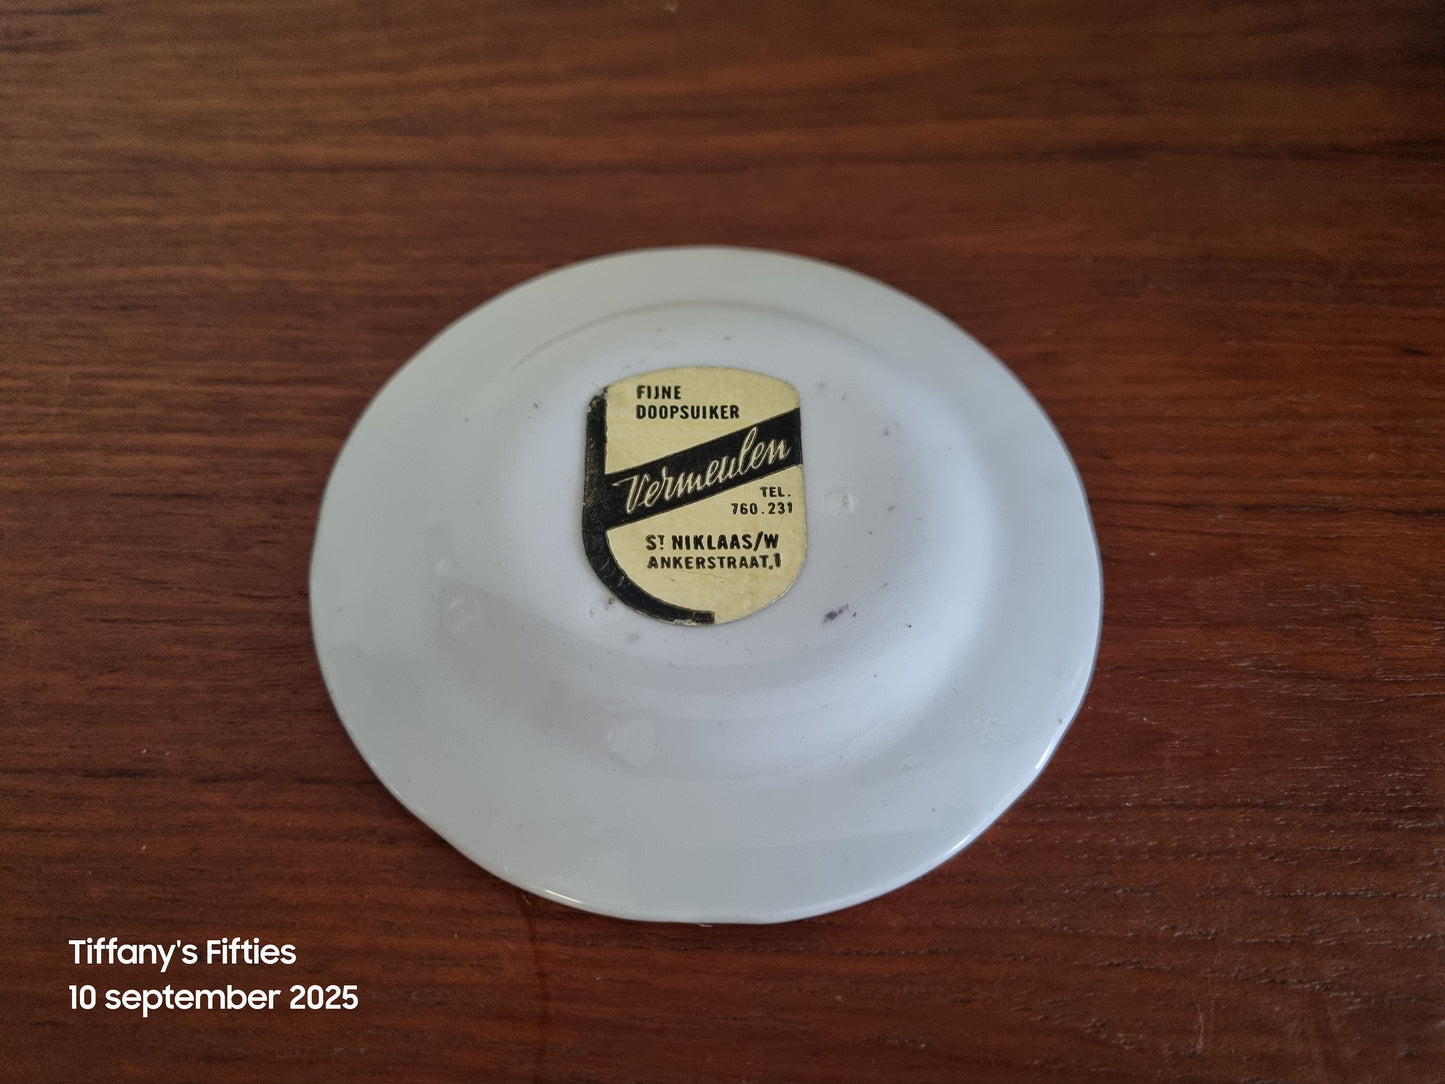 FIJNE
DOOPSUIKER
Vermeulen
TEL.
760.231
ST NIKLAAS/W
ANKERSTRAAT,1
Tiffany's Fifties
10 september 2025